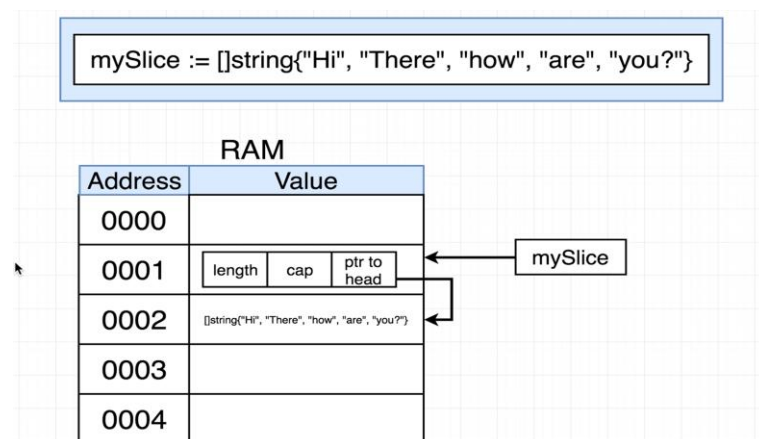 mySlice := []string{"Hi", "There", "how", "are", "you?"}
RAM
Address Value
0000
0001 length cap ptr to head mySlice
0002 []string{"Hi", "There", "how", "are", "you?"}
0003
0004